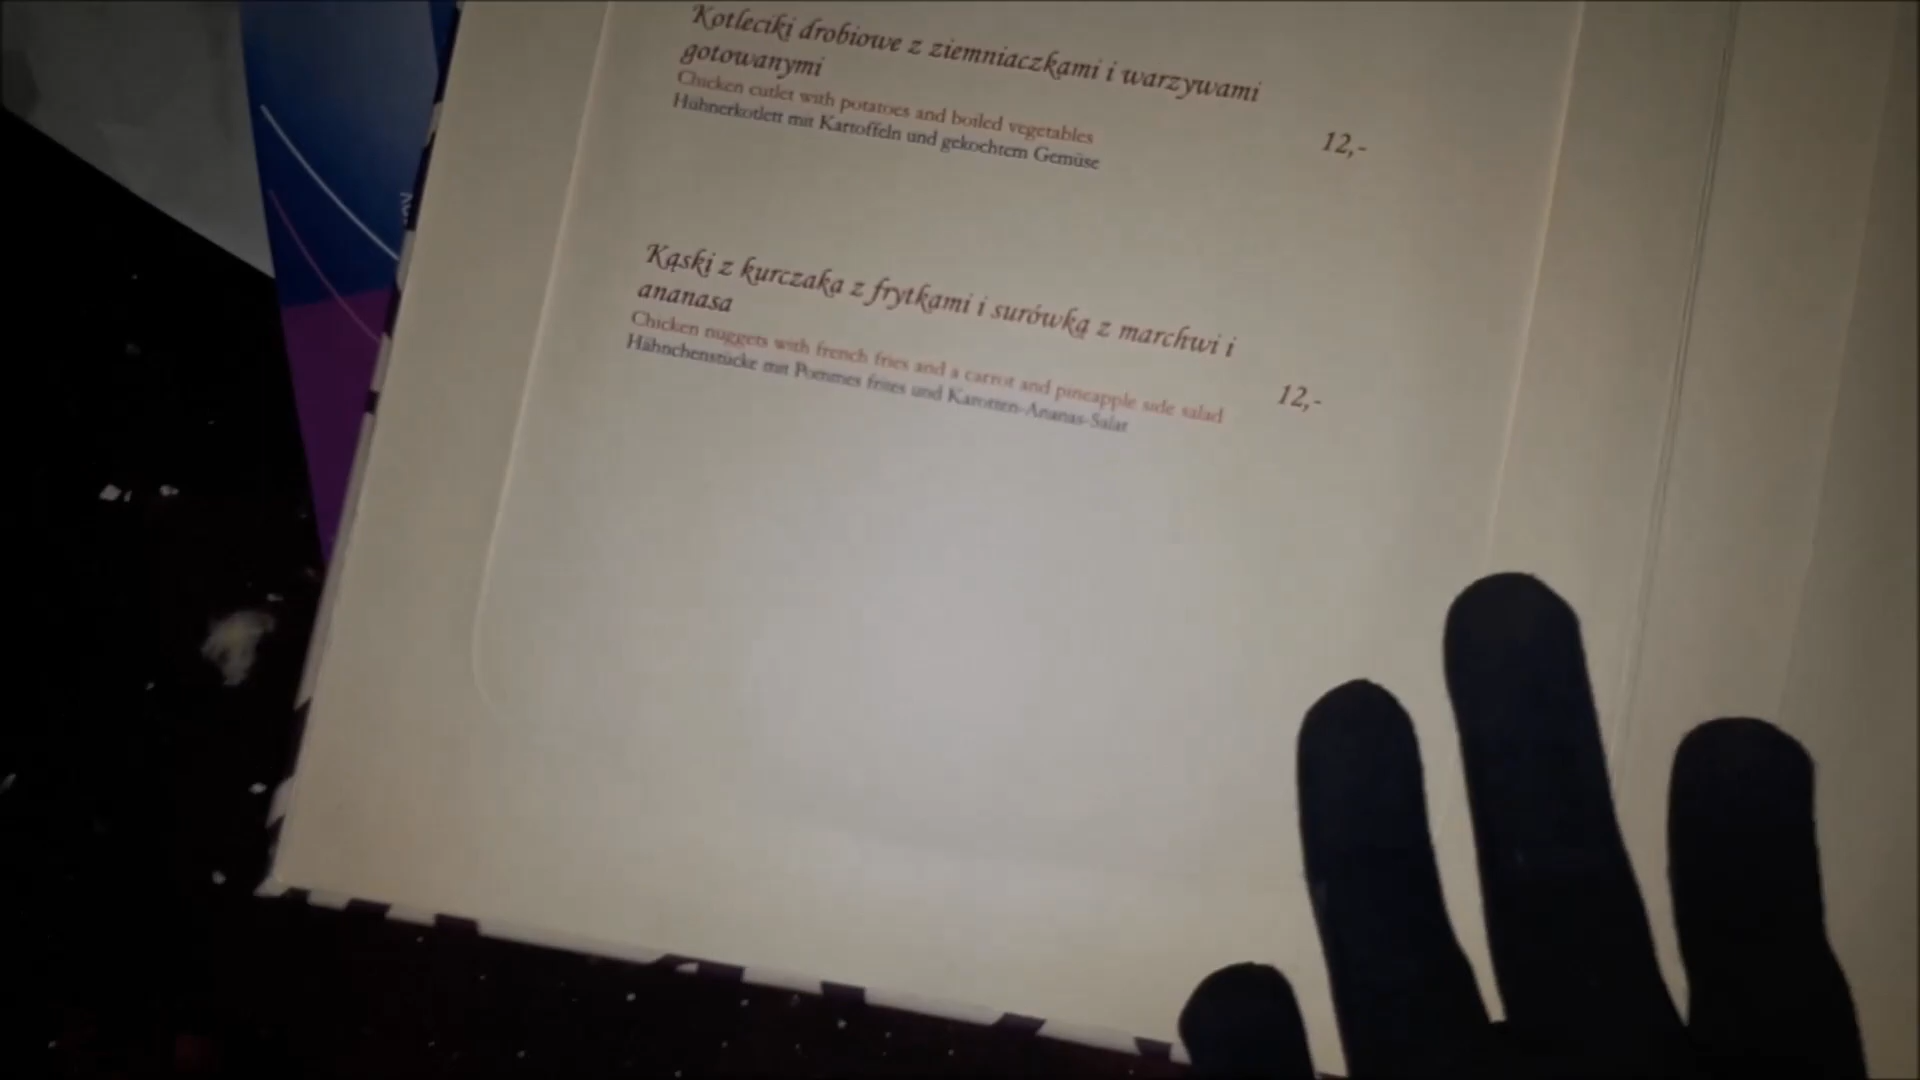 Kotleciki drobiowe z ziemniaczkami i warzywami
gotowanymi
Chicken cutlet with potatoes and boiled vegetables
Hühnerkotlett mit Kartoffeln und gekochtem Gemüse
12,-
Kąski z kurczaka z frytkami i surówką z marchwi i
ananasa
Chicken nuggets with french fries and a carrot and pineapple side salad
Hähnchenstücke mit Pommes frites und Karotten-Ananas-Salat
12,-